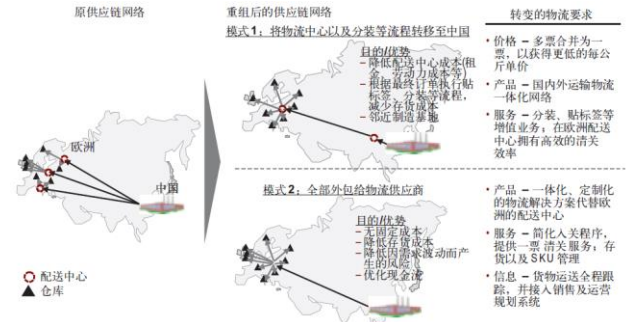 原供应链网络
欧洲
中国
配送中心
仓库
重组后的供应链网络
模式1：将物流中心以及分装等流程转移至中国
目的/优势
– 降低配送中心成本(租
金、劳动力成本等)
– 根据最终订单执行贴
标签、分装等流程，
减少存货成本
– 邻近制造基地
模式2：全部外包给物流供应商
目的/优势
– 无固定成本
– 降低存货成本
– 降低因需求波动而产
生的风险
– 优化现金流
转变的物流要求
• 价格 – 多票合并为一
票，以获得更低的每公
斤单价
• 产品 – 国内外运输物流
一体化网络
• 服务 – 分装、贴标签等
增值业务；在欧洲配送
中心拥有高效的清关
效率
• 产品 – 一体化、定制化
的物流解决方案代替欧
洲的配送中心
• 服务 – 简化入关程序，
提供一票 清关服务；存
货以及SKU 管理
• 信息 – 货物运送全程跟
踪，并接入销售及运营
规划系统